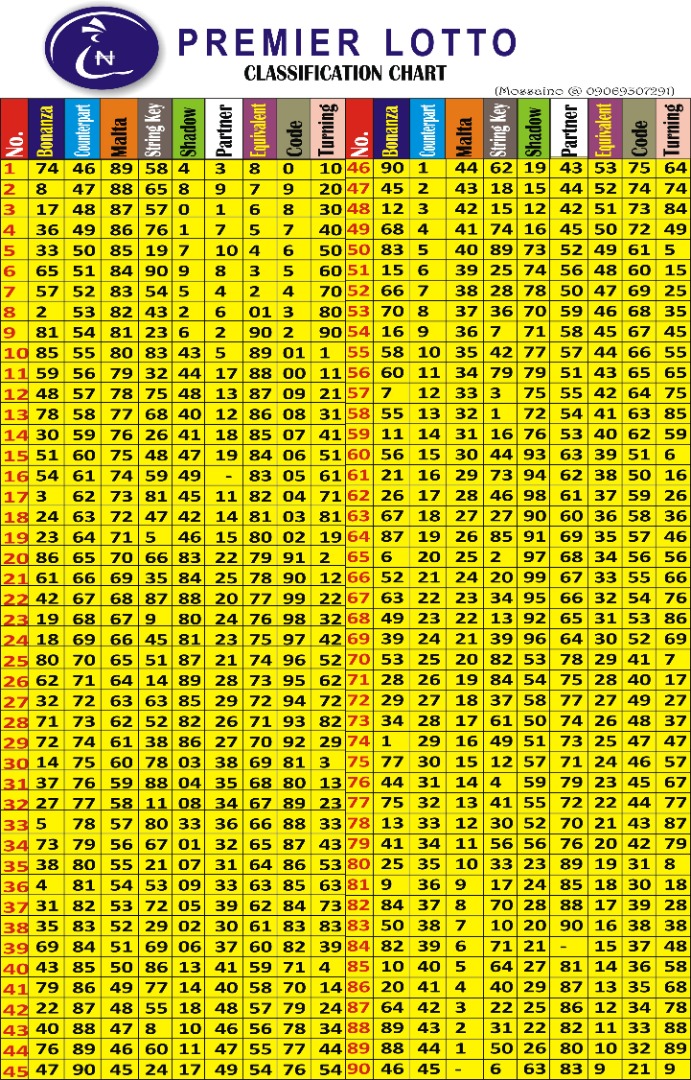 PREMIER LOTTO
CLASSIFICATION CHART
(Mossaino @ 09069307291)
No. Bonanza Counterpart Malta String Key Shadow Partner Equivalent Code Turning No. Bonanza Counterpart Malta String Key Shadow Partner Equivalent Code Turning
1 74 46 89 58 4 3 8 0 10 46 90 1 44 62 19 43 53 75 64
2 8 47 88 65 8 9 7 9 20 47 45 2 43 18 15 44 52 74 74
3 17 48 87 57 0 1 6 8 30 48 12 3 42 15 12 42 51 73 84
4 36 49 86 76 1 7 5 7 40 49 68 4 41 74 16 45 50 72 49
5 33 50 85 19 7 10 4 6 50 50 83 5 40 89 73 52 49 61 5
6 65 51 84 90 9 8 3 5 60 51 15 6 39 25 74 56 48 60 15
7 57 52 83 54 5 4 2 4 70 52 66 7 38 28 78 50 47 69 25
8 2 53 82 43 2 6 01 3 80 53 70 8 37 36 70 59 46 68 35
9 81 54 81 23 6 2 90 2 90 54 16 9 36 7 71 58 45 67 45
10 85 55 80 83 43 5 89 01 1 55 58 10 35 42 77 57 44 66 55
11 59 56 79 32 44 17 88 00 11 56 60 11 34 79 79 51 43 65 65
12 48 57 78 75 48 13 87 09 21 57 7 12 33 3 75 55 42 64 75
13 78 58 77 68 40 12 86 08 31 58 55 13 32 1 72 54 41 63 85
14 30 59 76 26 41 18 85 07 41 59 11 14 31 16 76 53 40 62 59
15 51 60 75 48 47 19 84 06 51 60 56 15 30 44 93 63 39 51 6
16 54 61 74 59 49 - 83 05 61 61 21 16 29 73 94 62 38 50 16
17 3 62 73 81 45 11 82 04 71 62 26 17 28 46 98 61 37 59 26
18 24 63 72 47 42 14 81 03 81 63 67 18 27 27 90 60 36 58 36
19 23 64 71 5 46 15 80 02 19 64 87 19 26 85 91 69 35 57 46
20 86 65 70 66 83 22 79 91 2 65 6 20 25 2 97 68 34 56 56
21 61 66 69 35 84 25 78 90 12 66 52 21 24 20 99 67 33 55 66
22 42 67 68 87 88 20 77 99 22 67 63 22 23 34 95 66 32 54 76
23 19 68 67 9 80 24 76 98 32 68 49 23 22 13 92 65 31 53 86
24 18 69 66 45 81 23 75 97 42 69 39 24 21 39 96 64 30 52 69
25 80 70 65 51 87 21 74 96 52 70 53 25 20 82 53 78 29 41 7
26 62 71 64 14 89 28 73 95 62 71 28 26 19 84 54 75 28 40 17
27 32 72 63 63 85 29 72 94 72 72 29 27 18 37 58 77 27 49 27
28 71 73 62 52 82 26 71 93 82 73 34 28 17 61 50 74 26 48 37
29 72 74 61 38 86 27 70 92 29 74 1 29 16 49 51 73 25 47 47
30 14 75 60 78 03 38 69 81 3 75 77 30 15 12 57 71 24 46 57
31 37 76 59 88 04 35 68 80 13 76 44 31 14 4 59 79 23 45 67
32 27 77 58 11 08 34 67 89 23 77 75 32 13 41 55 72 22 44 77
33 5 78 57 80 33 36 66 88 33 78 13 33 12 30 52 70 21 43 87
34 73 79 56 67 01 32 65 87 43 79 41 34 11 56 56 76 20 42 79
35 38 80 55 21 07 31 64 86 53 80 25 35 10 33 23 89 19 31 8
36 4 81 54 53 09 33 63 85 63 81 9 36 9 17 24 85 18 30 18
37 31 82 53 72 05 39 62 84 73 82 84 37 8 70 28 88 17 39 28
38 35 83 52 29 02 30 61 83 83 83 50 38 7 10 20 90 16 38 38
39 69 84 51 69 06 37 60 82 39 84 82 39 6 71 21 - 15 37 48
40 43 85 50 86 13 41 59 71 4 85 10 40 5 64 27 81 14 36 58
41 79 86 49 77 14 40 58 70 14 86 20 41 4 40 29 87 13 35 68
42 22 87 48 55 18 48 57 79 24 87 64 42 3 22 25 86 12 34 78
43 40 88 47 8 10 46 56 78 34 88 89 43 2 31 22 82 11 33 88
44 76 89 46 60 11 47 55 77 44 89 88 44 1 50 26 80 10 32 89
45 47 90 45 24 17 49 54 76 54 90 46 45 - 6 63 83 9 21 9